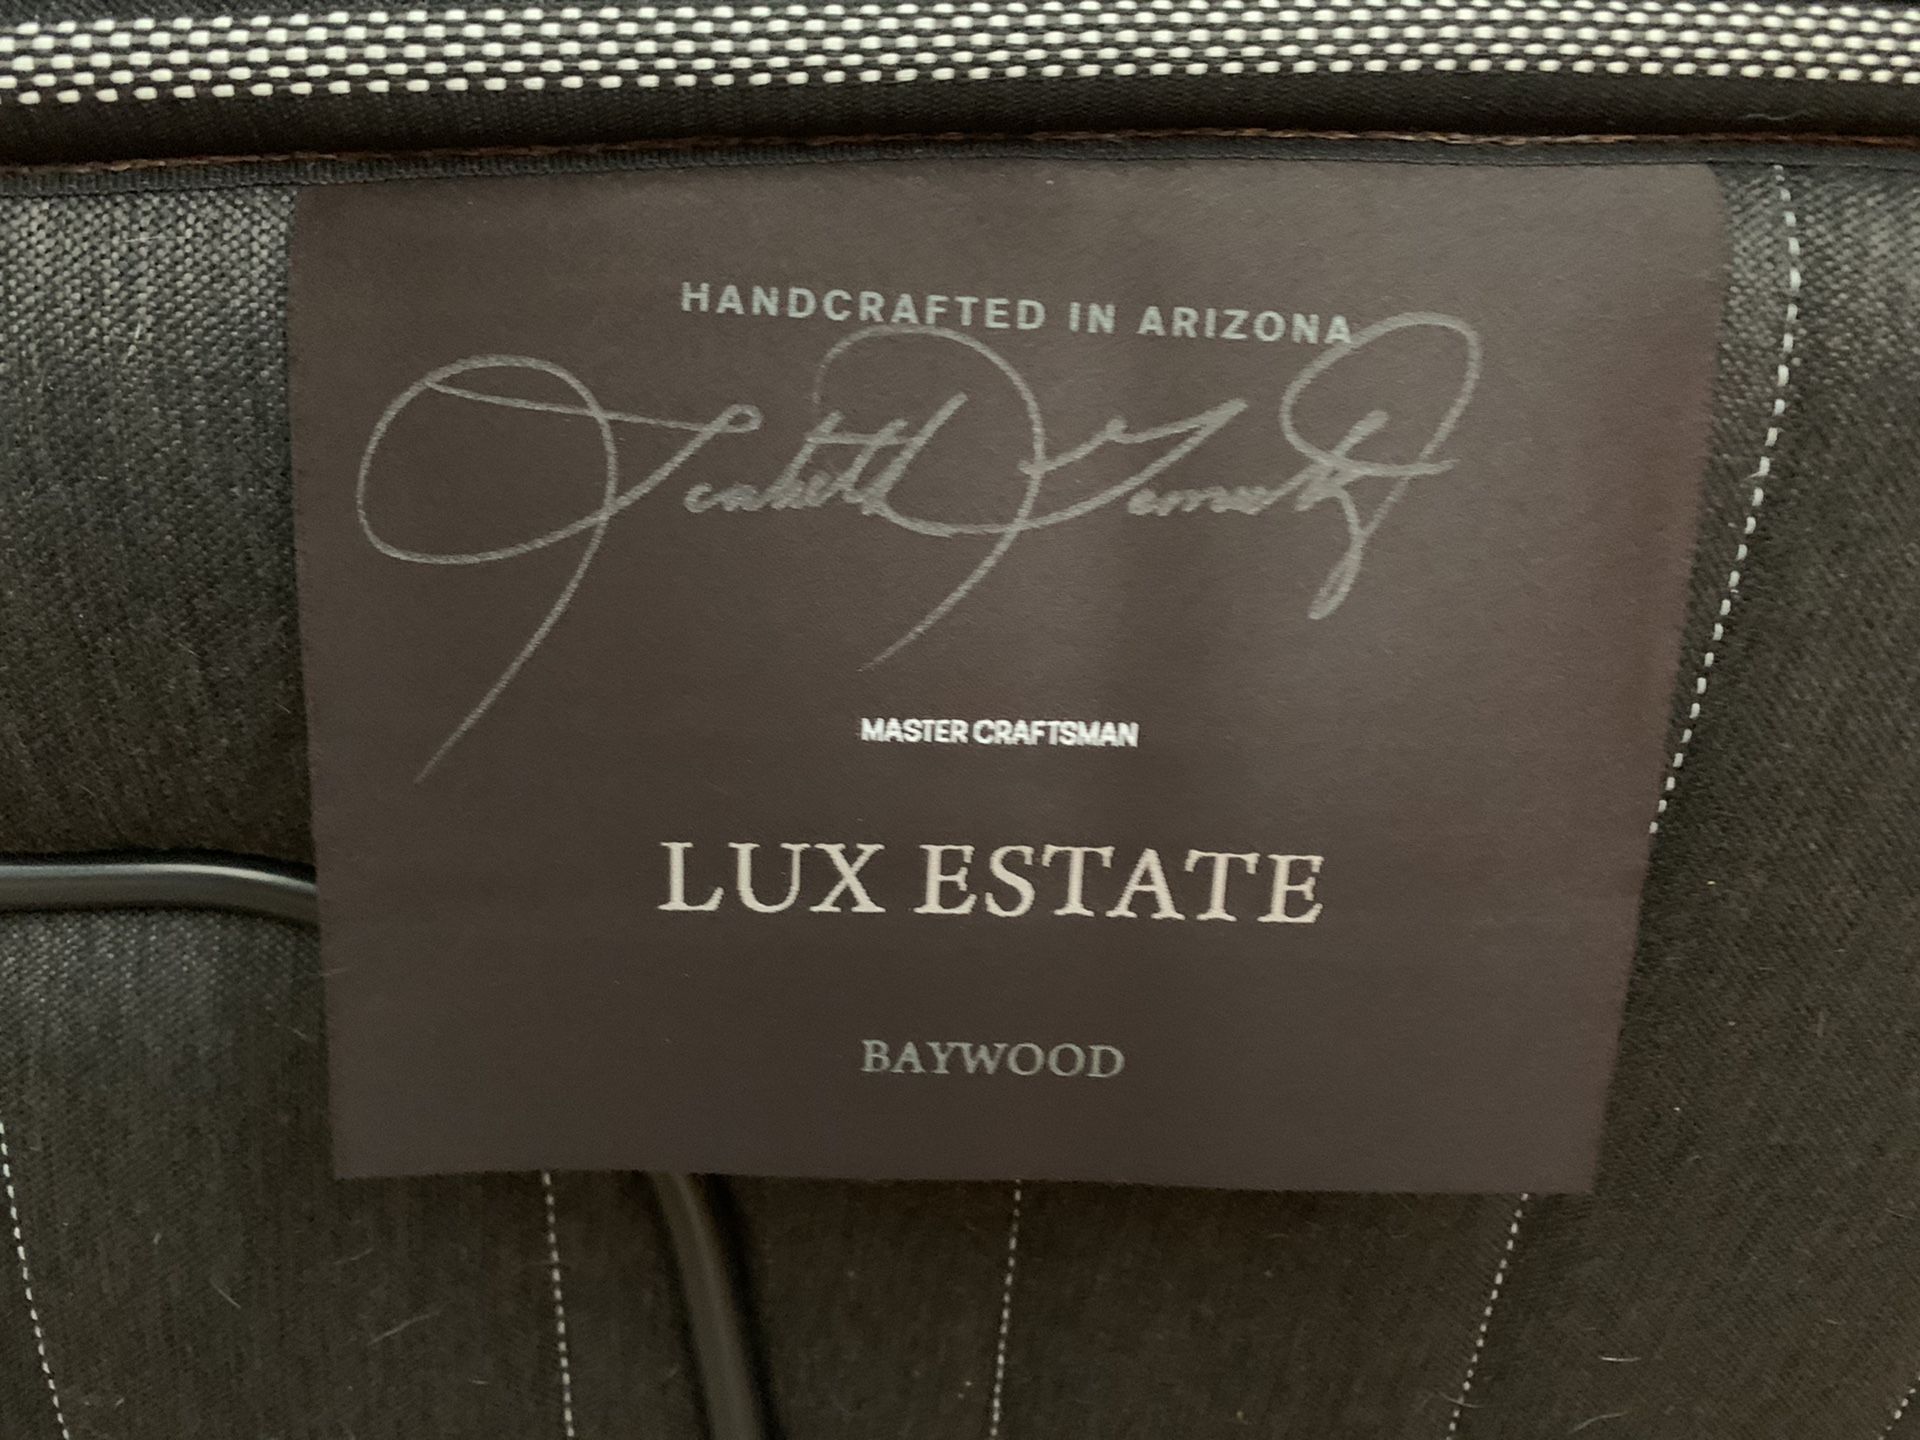 HANDCRAFTED IN ARIZONA
MASTER CRAFTSMAN
LUX ESTATE
BAYWOOD